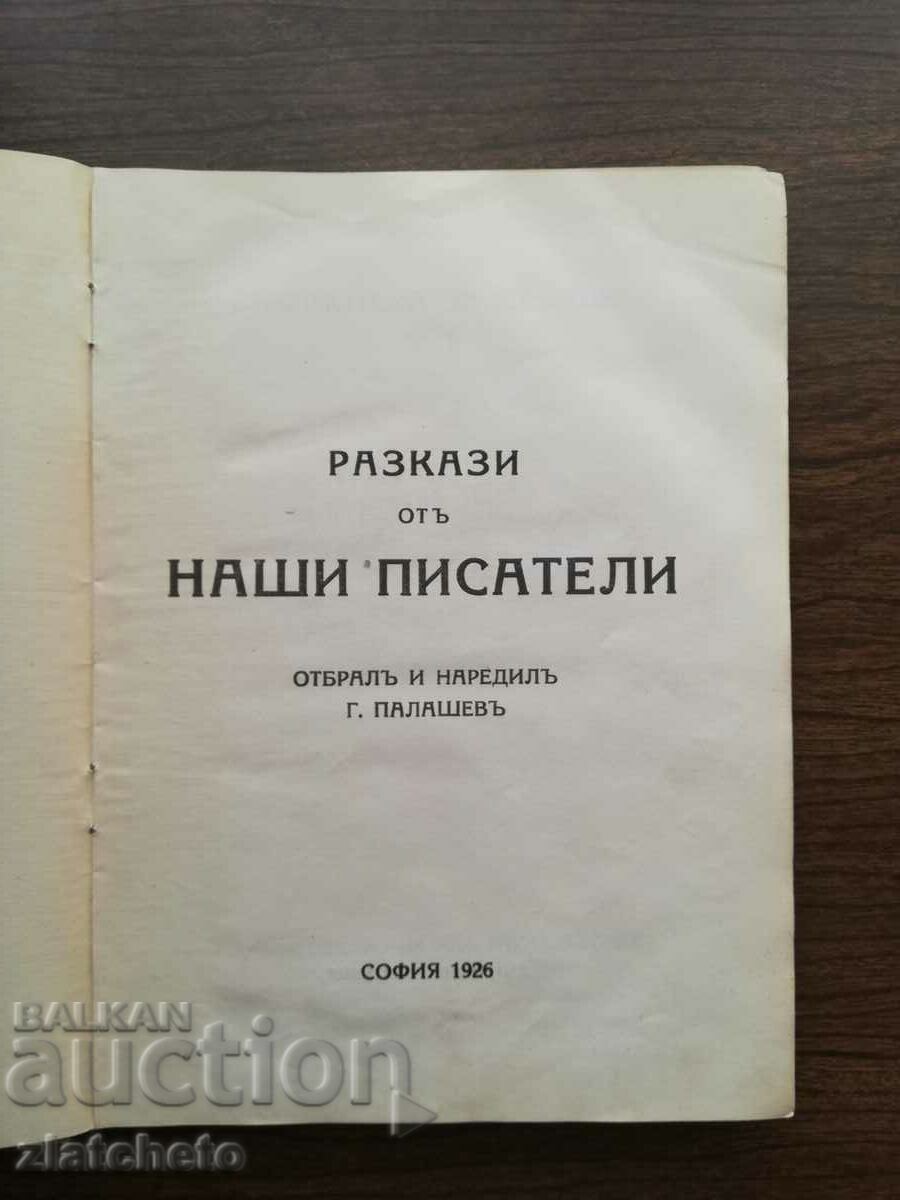 РАЗКАЗИ
ОТЪ
НАШИ ПИСАТЕЛИ
ОТБРАЛЪ И НАРЕДИЛЪ
Г. ПАЛАШЕВЪ
СОФИЯ 1926
BALKAN
auction
zlatcheto